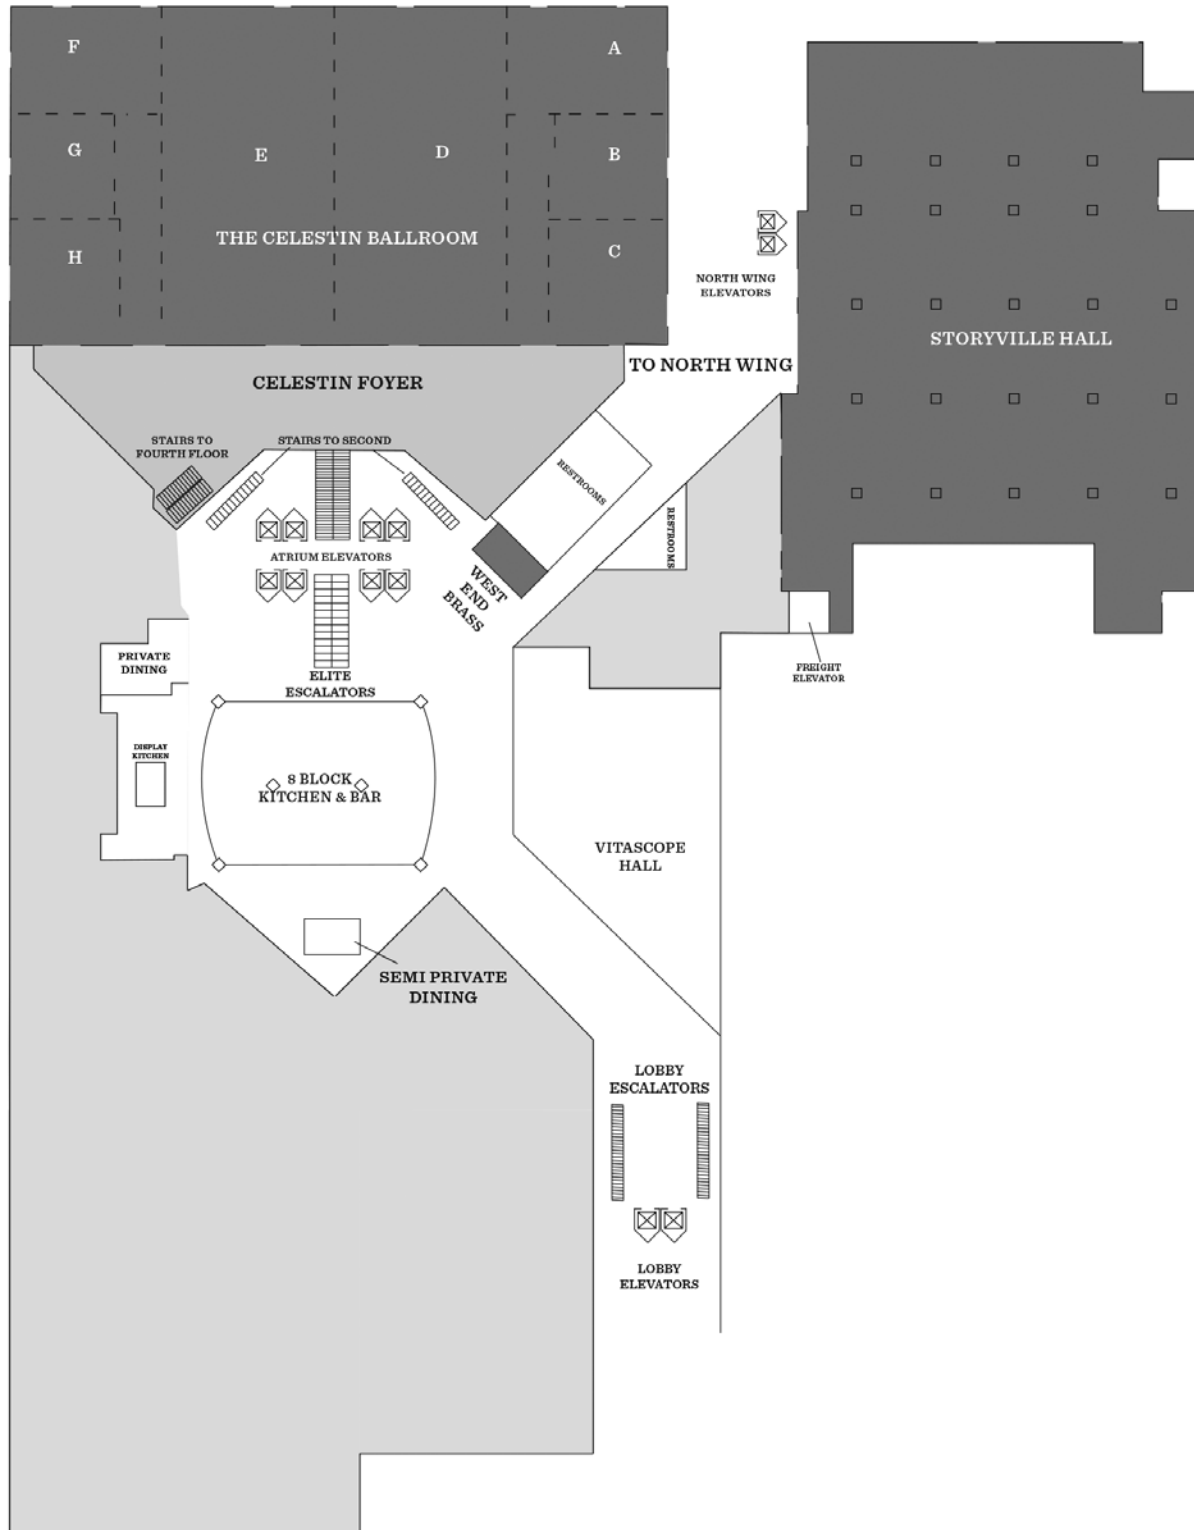 F
A
G
E
D
B
THE CELESTIN BALLROOM
H
C
NORTH WING
ELEVATORS
STORYVILLE HALL
TO NORTH WING
CELESTIN FOYER
STAIRS TO
FOURTH FLOOR
STAIRS TO SECOND
RESTROOMS
RESTROOMS
ATRIUM ELEVATORS
WEST
END
BRASS
PRIVATE
DINING
ELITE
ESCALATORS
FREIGHT
ELEVATOR
DISPLAY
KITCHEN
8 BLOCK
KITCHEN & BAR
VITASCOPE
HALL
SEMI PRIVATE
DINING
LOBBY
ESCALATORS
LOBBY
ELEVATORS